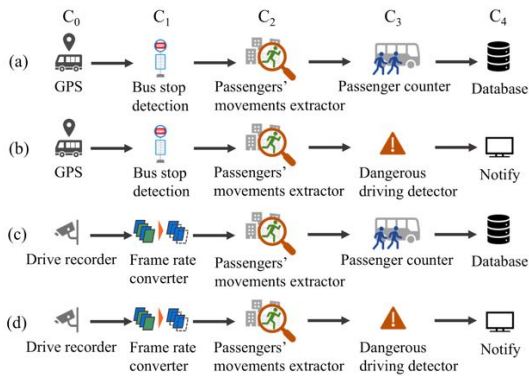 C0 C1 C2 C3 C4
(a)
GPS Bus stop Passengers' Passenger counter Database
detection movements extractor
(b)
GPS Bus stop Passengers' Dangerous Notify
detection movements extractor driving detector
(c)
Drive recorder Frame rate Passengers' Passenger counter Database
converter movements extractor
(d)
Drive recorder Frame rate Passengers' Dangerous Notify
converter movements extractor driving detector